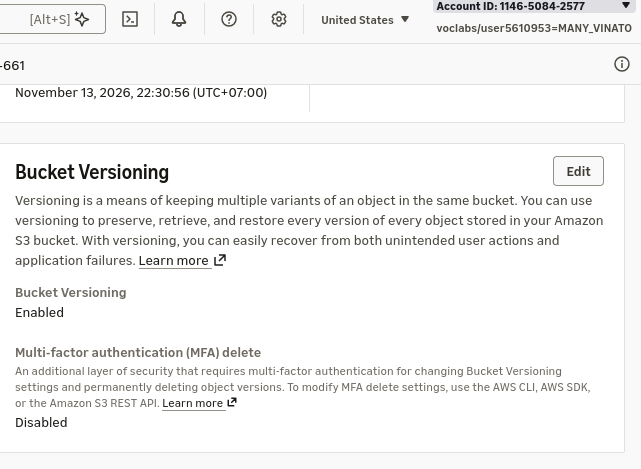 [Alt+S]
United States
Account ID: 1146-5084-2577
voclabs/user5610953=MANY_VINATO
-661
November 13, 2026, 22:30:56 (UTC+07:00)
Bucket Versioning
Edit
Versioning is a means of keeping multiple variants of an object in the same bucket. You can use
versioning to preserve, retrieve, and restore every version of every object stored in your Amazon
S3 bucket. With versioning, you can easily recover from both unintended user actions and
application failures. Learn more
Bucket Versioning
Enabled
Multi-factor authentication (MFA) delete
An additional layer of security that requires multi-factor authentication for changing Bucket Versioning
settings and permanently deleting object versions. To modify MFA delete settings, use the AWS CLI, AWS SDK,
or the Amazon S3 REST API. Learn more
Disabled